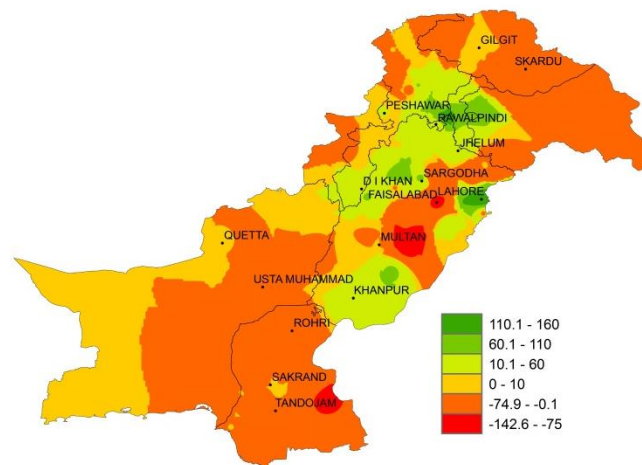 GILGIT
SKARDU
PESHAWAR
RAWALPINDI
JHELUM
SARGODHA
D I KHAN
FAISALABAD
LAHORE
MULTAN
QUETTA
USTA MUHAMMAD
KHANPUR
ROHRI
SAKRAND
TANDOJAM
110.1 - 160
60.1 - 110
10.1 - 60
0 - 10
-74.9 - -0.1
-142.6 - -75